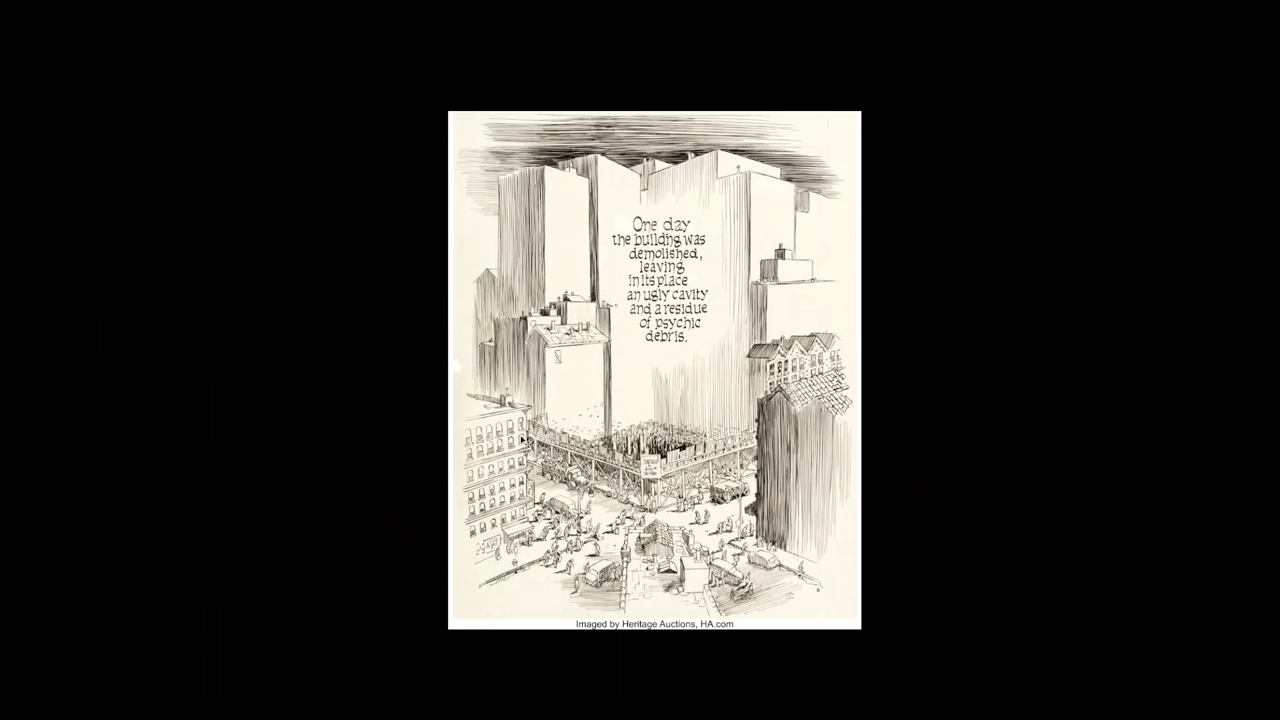 One day
the building was
demolished,
leaving
in its place
an ugly cavity
and a residue
of psychic
debris.
Imaged by Heritage Auctions, HA.com